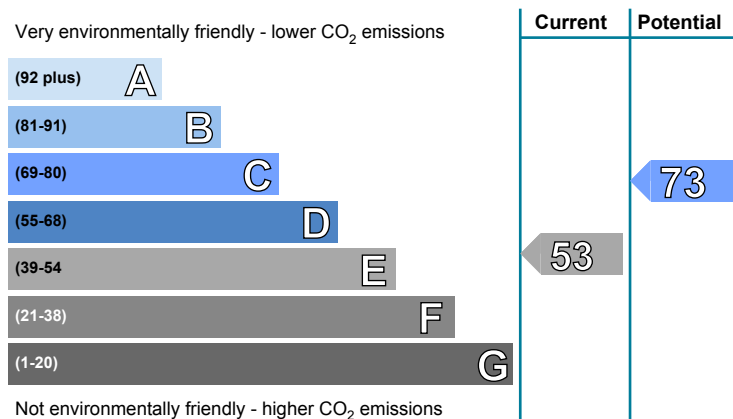 Current Potential
Very environmentally friendly - lower CO₂ emissions
(92 plus) A
(81-91) B
(69-80) C
73
(55-68) D
(39-54 E
53
(21-38) F
(1-20) G
Not environmentally friendly - higher CO₂ emissions